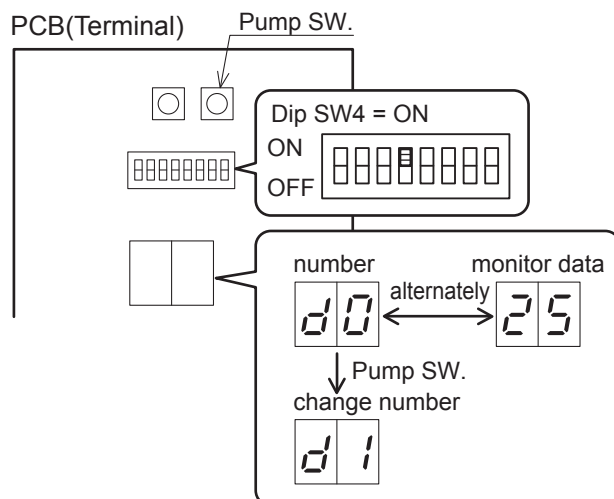 PCB(Terminal)
Pump SW.
Dip SW4 = ON
ON
OFF
number
monitor data
alternately
d0
25
Pump SW.
change number
d1